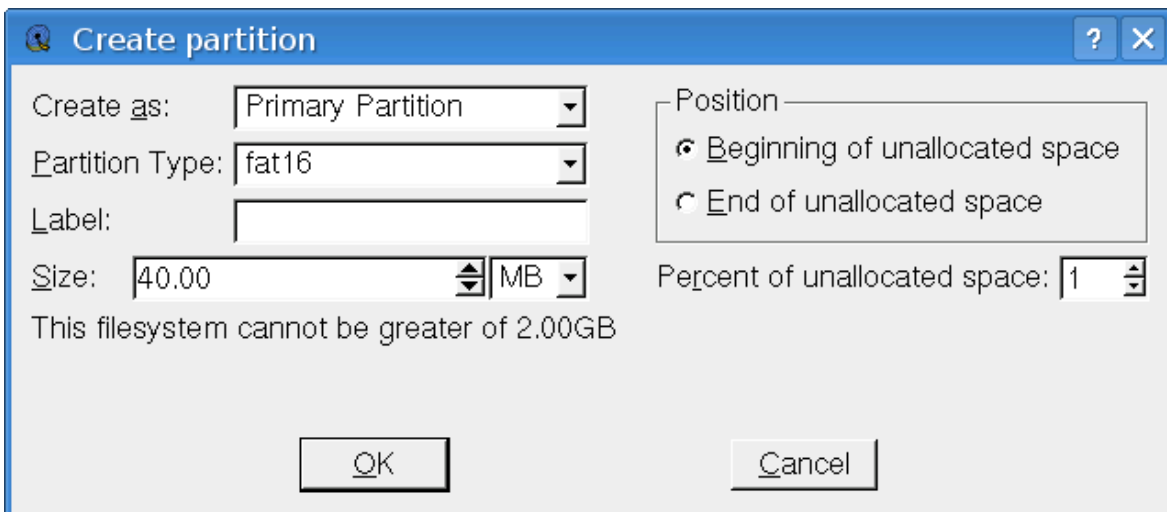 Create partition
Create as: Primary Partition
Partition Type: fat16
Label:
Size: 40.00 MB
This filesystem cannot be greater of 2.00GB
Position
Beginning of unallocated space
End of unallocated space
Percent of unallocated space: 1
OK
Cancel